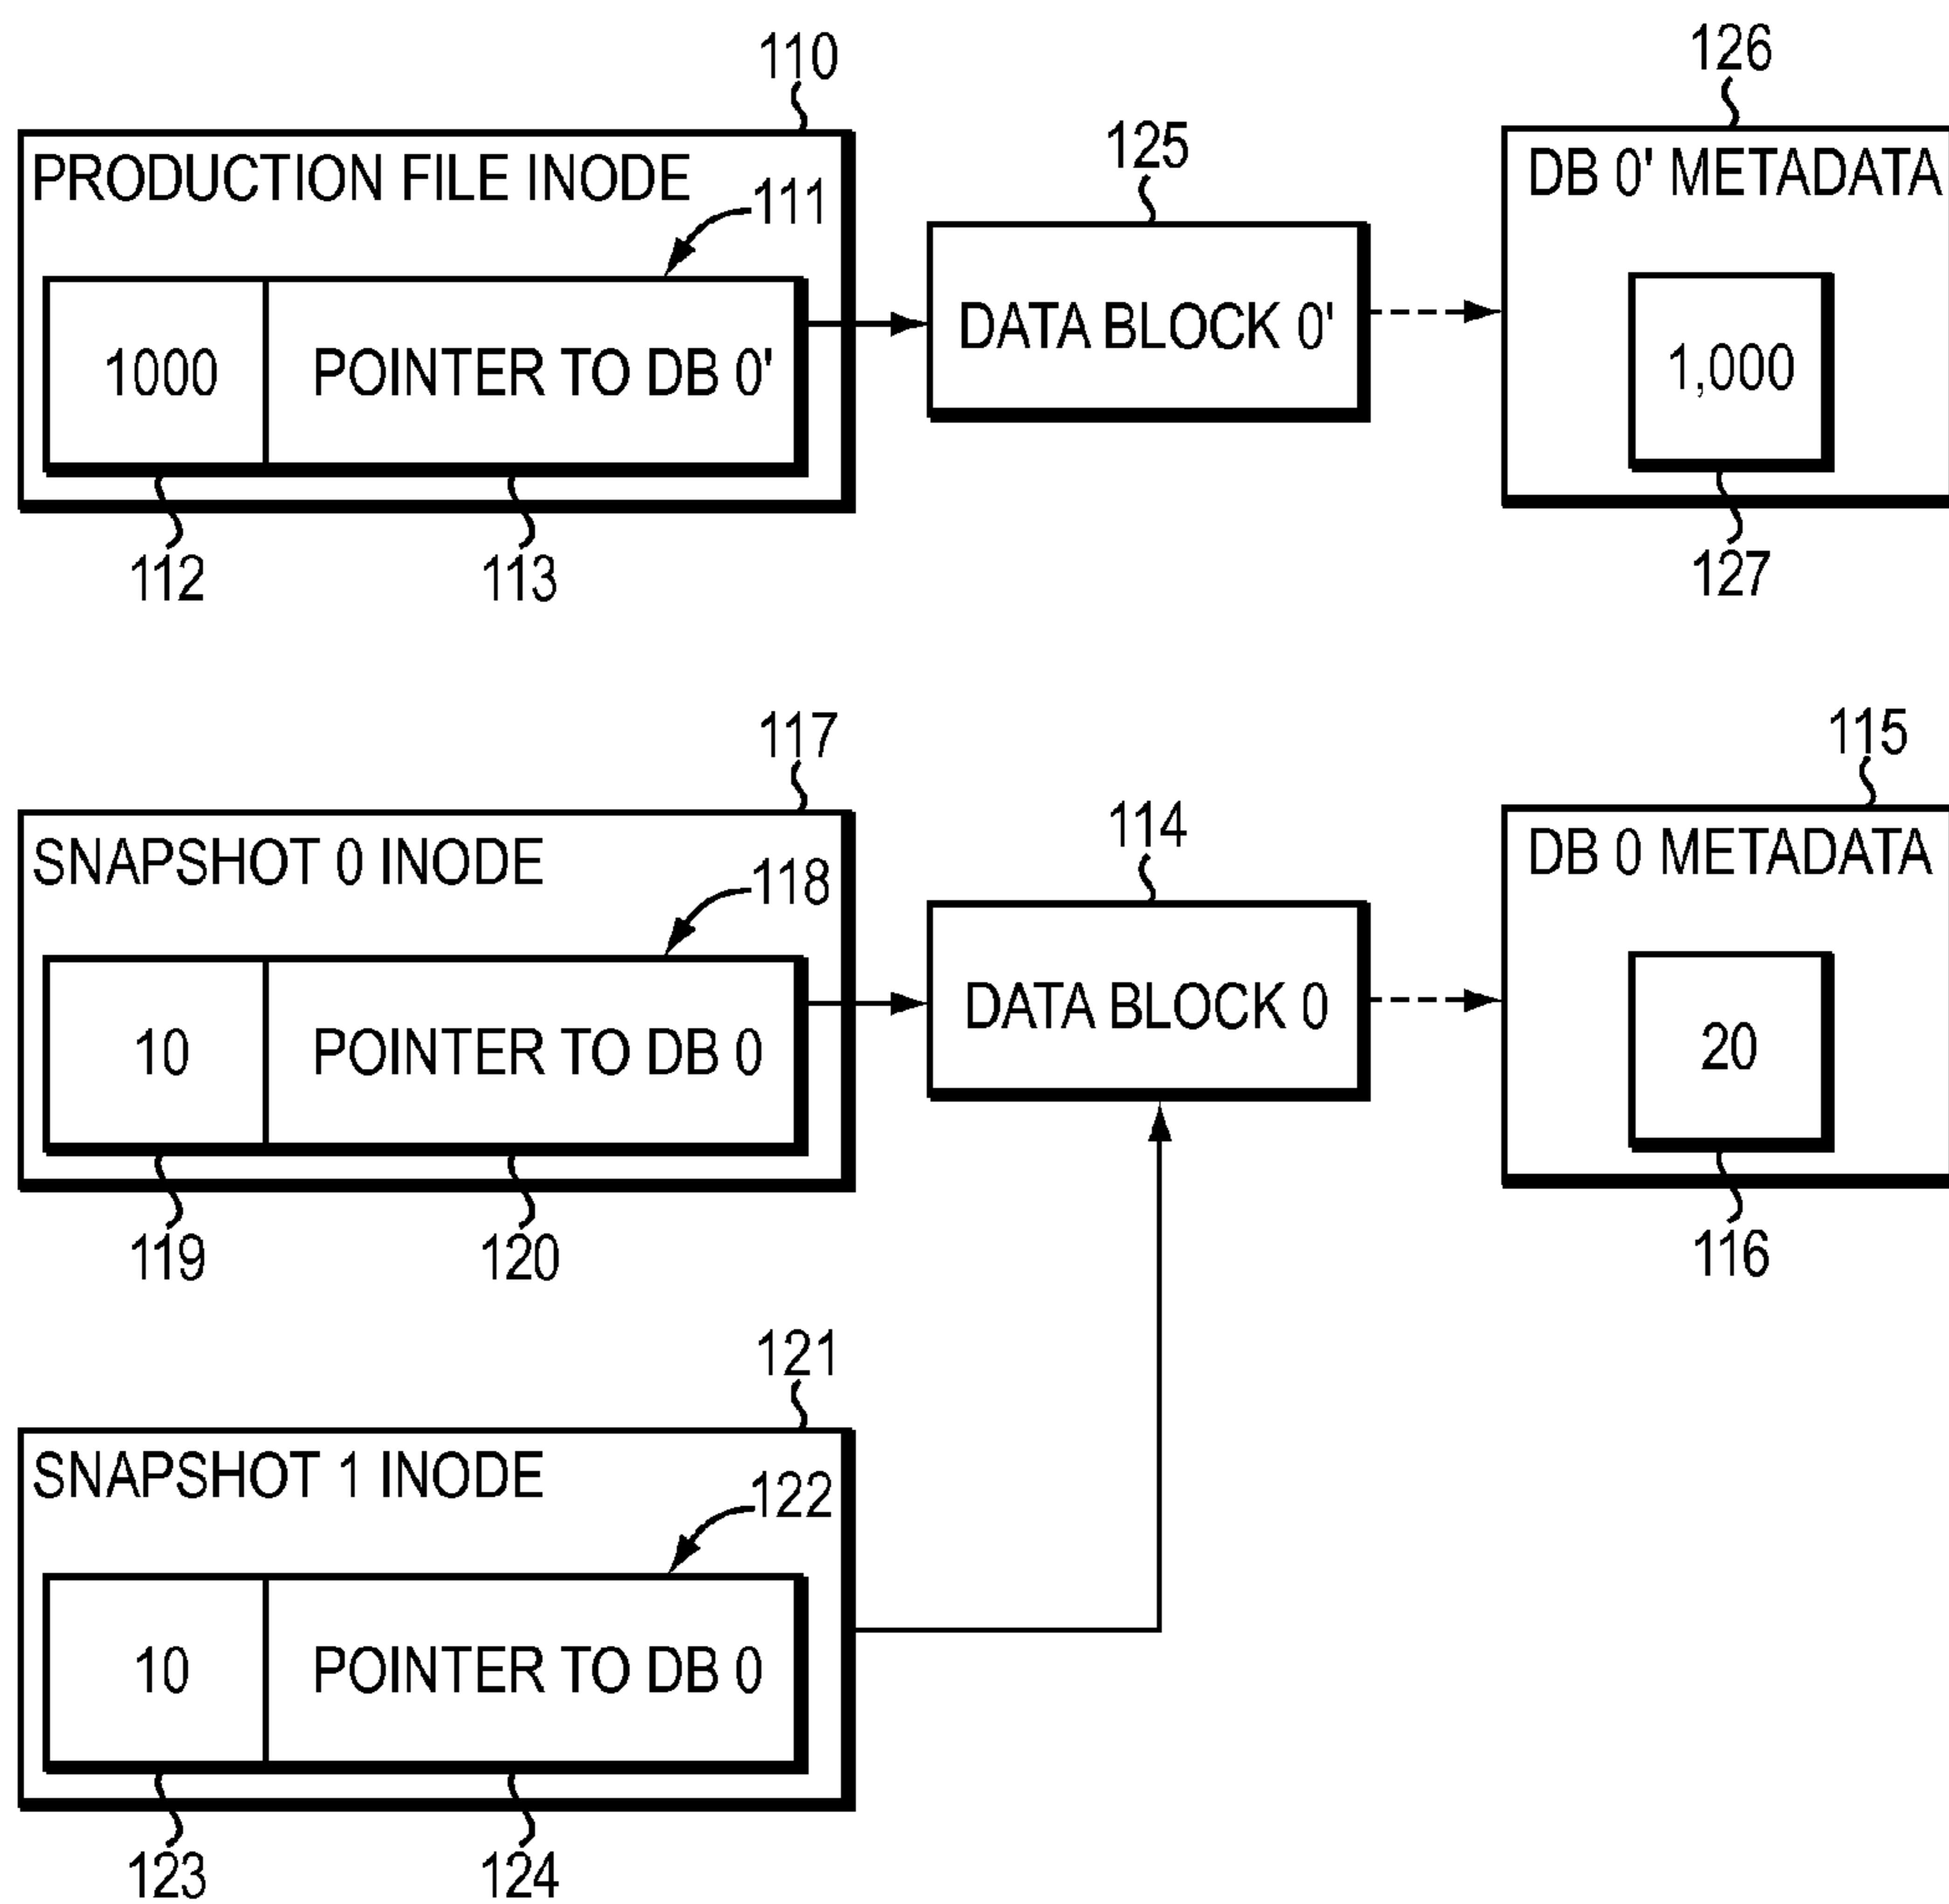 110
126
125
PRODUCTION FILE INODE
111
DB 0' METADATA
1000
POINTER TO DB 0'
DATA BLOCK 0'
1,000
112
113
127
117
115
114
SNAPSHOT 0 INODE
118
DB 0 METADATA
10
POINTER TO DB 0
DATA BLOCK 0
20
119
120
116
121
SNAPSHOT 1 INODE
122
10
POINTER TO DB 0
123
124